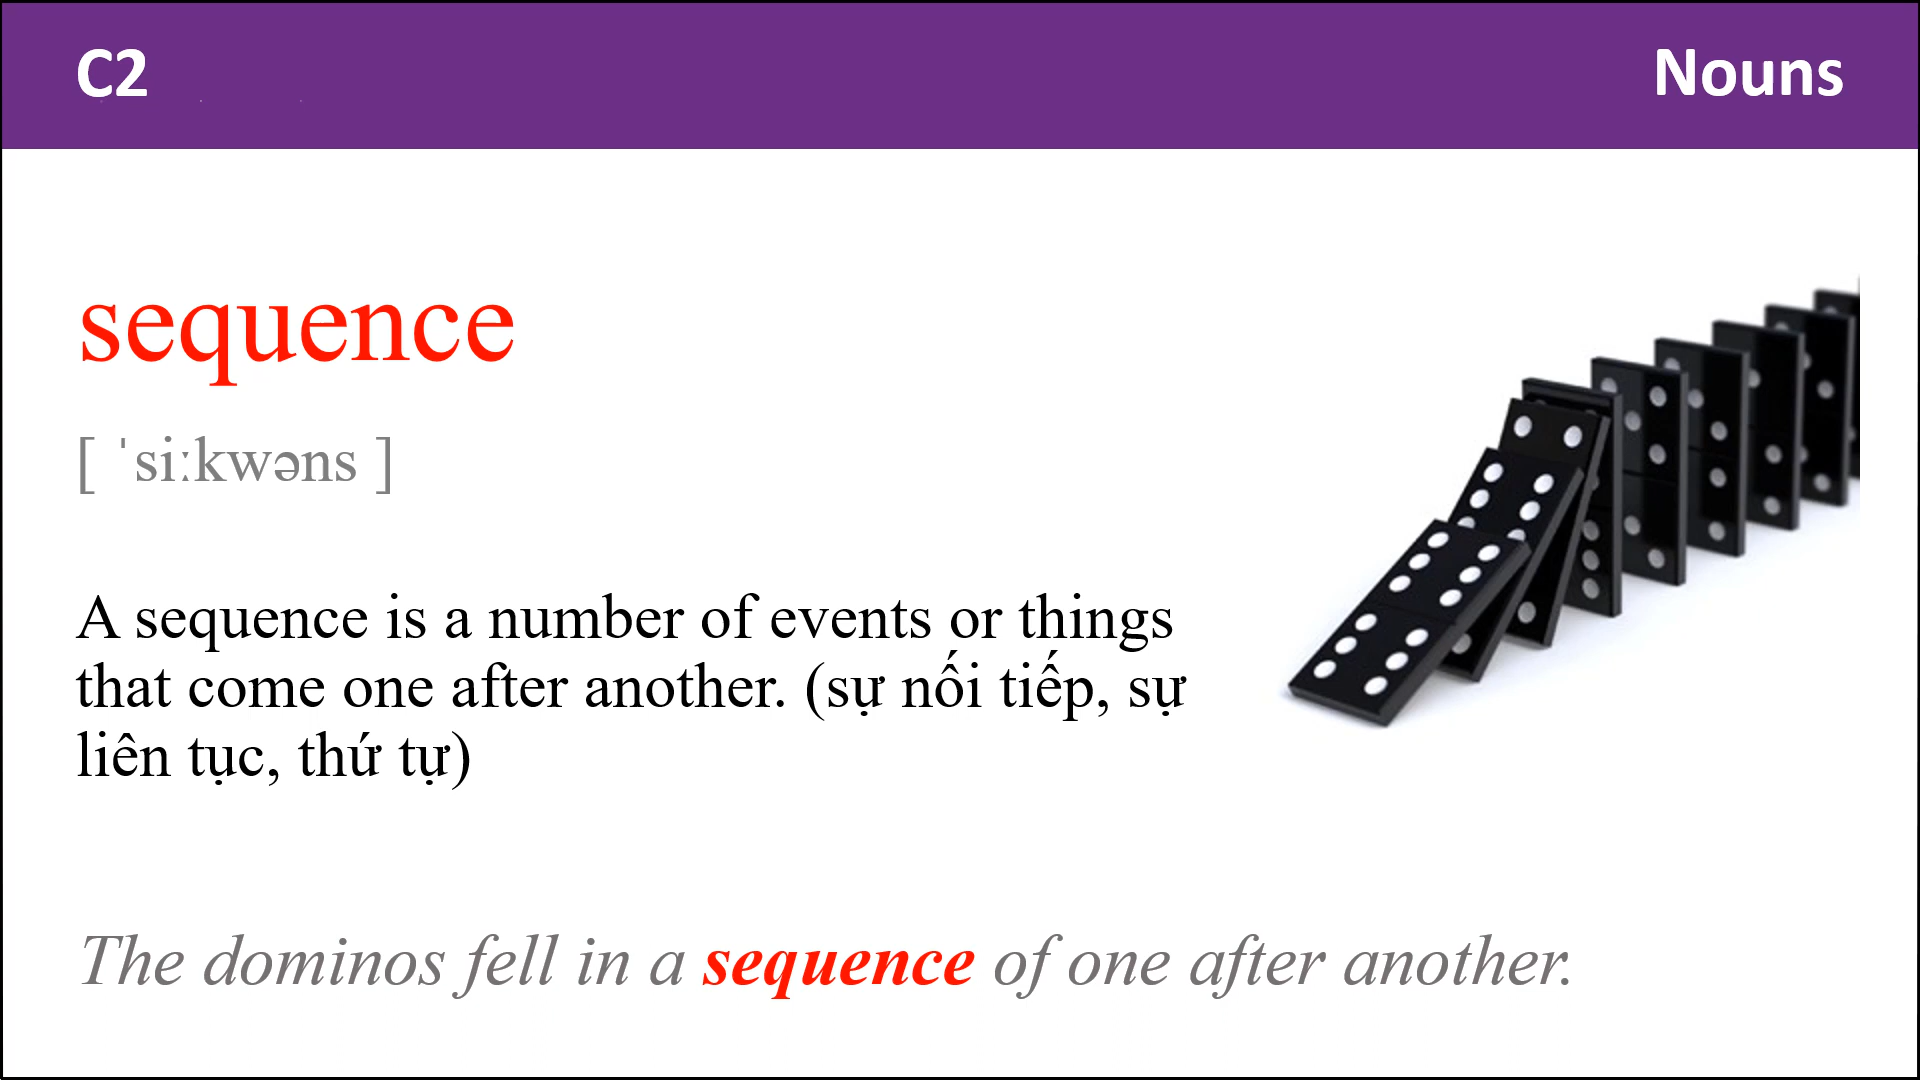 C2 Nouns
sequence
[ ˈsiːkwəns ]
A sequence is a number of events or things
that come one after another. (sự nối tiếp, sự
liên tục, thứ tự)
The dominos fell in a sequence of one after another.